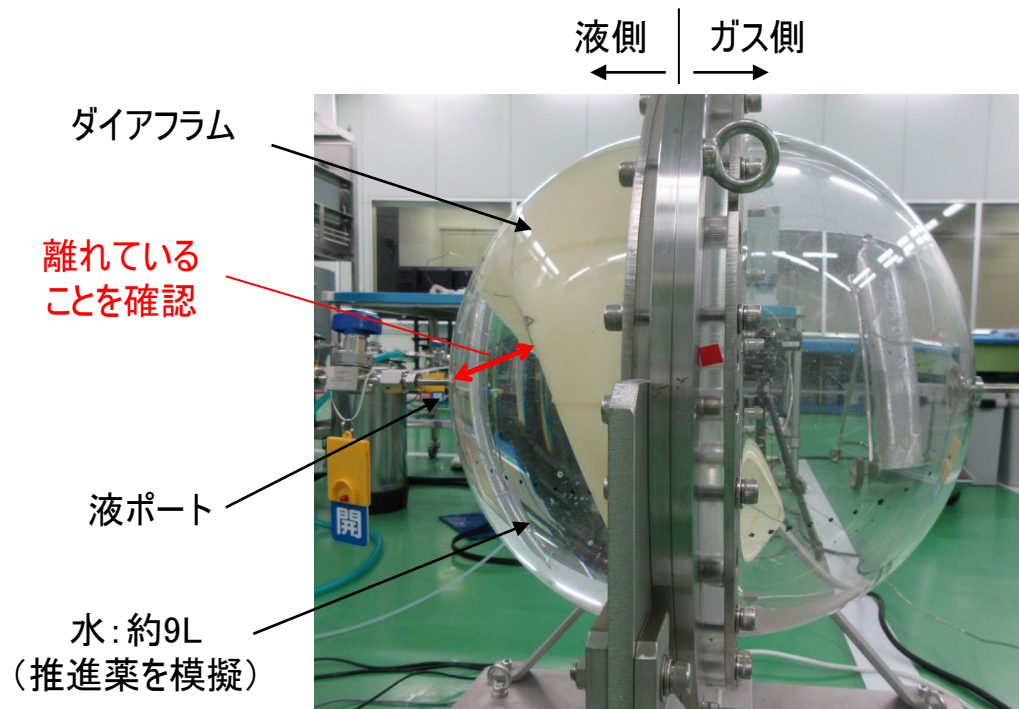 液側
ガス側
ダイアフラム
離れている
ことを確認
液ポート
開
水：約9L
（推進薬を模擬）